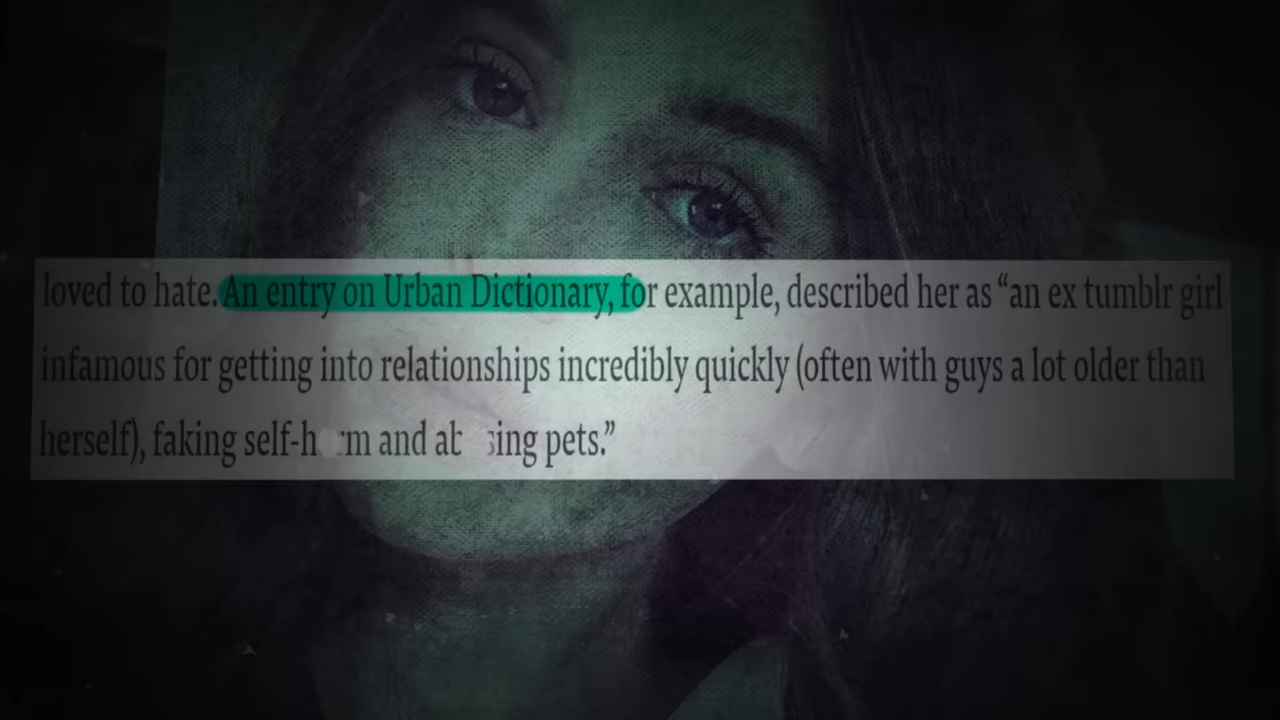 loved to hate. An entry on Urban Dictionary, for example, described her as “an ex tumblr girl
infamous for getting into relationships incredibly quickly (often with guys a lot older than
herself), faking and pets.”